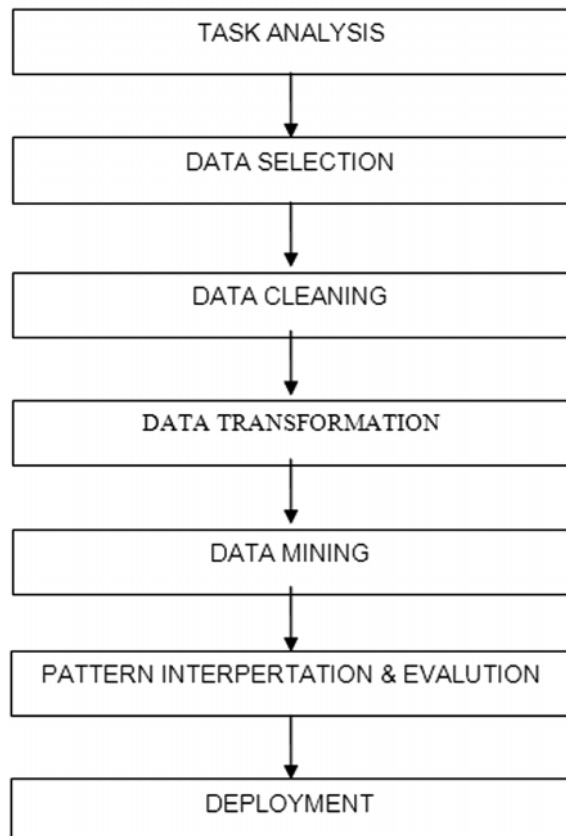 TASK ANALYSIS
DATA SELECTION
DATA CLEANING
DATA TRANSFORMATION
DATA MINING
PATTERN INTERPERTATION & EVALUTION
DEPLOYMENT